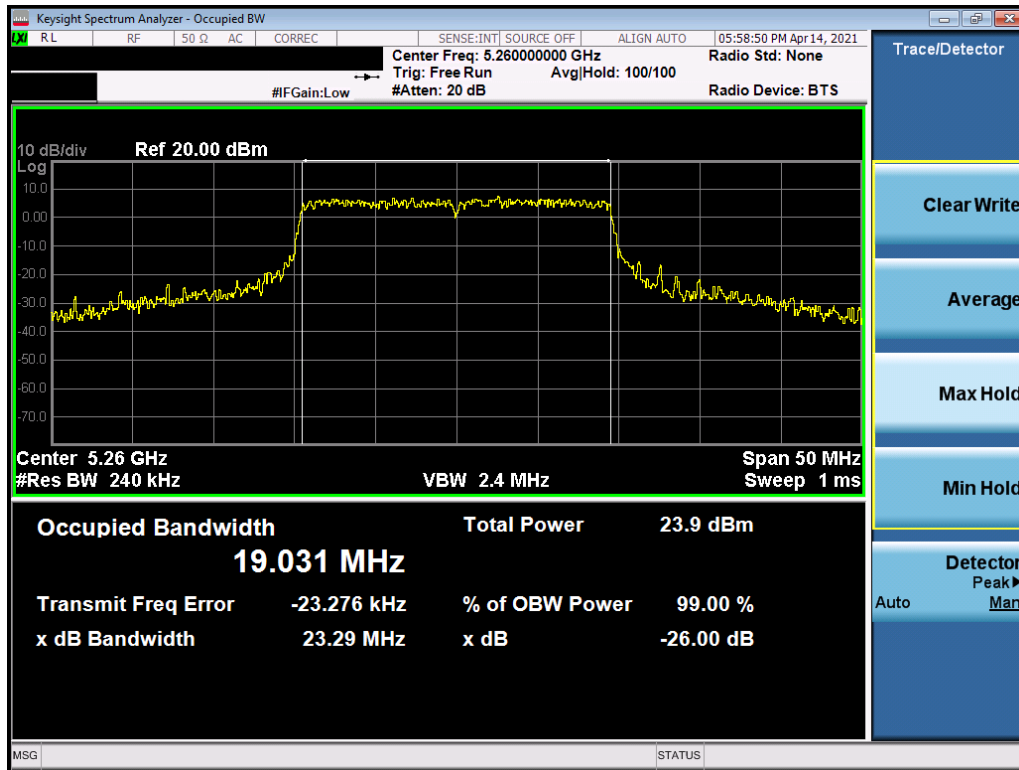 Keysight Spectrum Analyzer - Occupied BW
LXI RL RF 50 Ω AC CORREC SENSE:INT SOURCE OFF ALIGN AUTO 05:58:50 PM Apr 14, 2021
Center Freq: 5.260000000 GHz Radio Std: None
Trig: Free Run Avg|Hold: 100/100
#IFGain:Low #Atten: 20 dB Radio Device: BTS
10 dB/div Ref 20.00 dBm
Log
10.0
0.00
-10.0
-20.0
-30.0
-40.0
-50.0
-60.0
-70.0
Center 5.26 GHz Span 50 MHz
#Res BW 240 kHz VBW 2.4 MHz Sweep 1 ms
Occupied Bandwidth Total Power 23.9 dBm
19.031 MHz
Transmit Freq Error -23.276 kHz % of OBW Power 99.00 %
x dB Bandwidth 23.29 MHz x dB -26.00 dB
MSG STATUS
Trace/Detector
Clear Write
Average
Max Hold
Min Hold
Detector
Peak▶
Auto Man